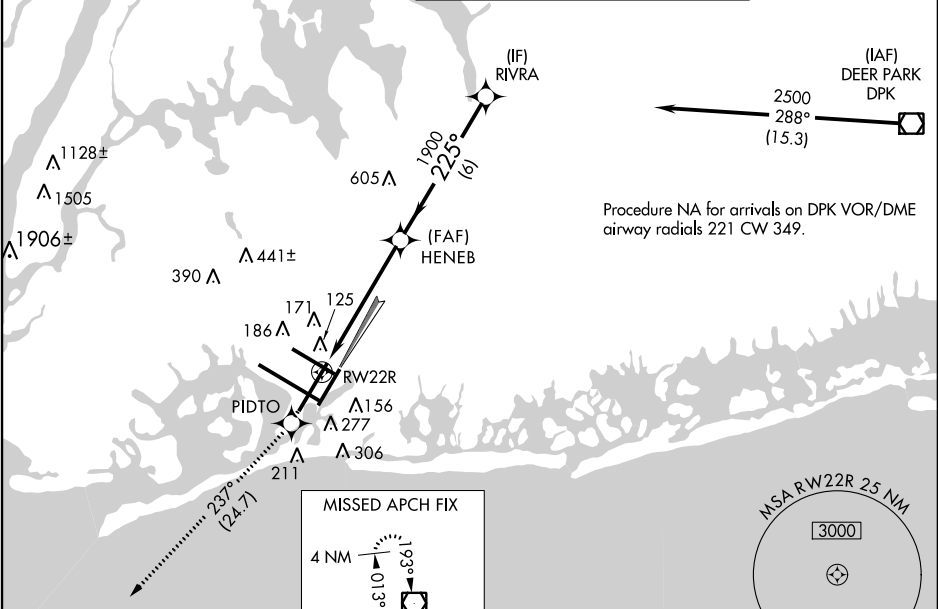 (IF)
RIVRA
(IAF)
DEER PARK
DPK
2500
288°
(15.3)
1900
225°
(6)
1128±
1505
1906±
605
Procedure NA for arrivals on DPK VOR/DME
airway radials 221 CW 349.
(FAF)
HENEB
441±
390
171
125
186
RW22R
PIDTO
156
277
306
211
237°
(24.7)
MISSED APCH FIX
4 NM
193°
013°
MSA RW22R 25 NM
3000